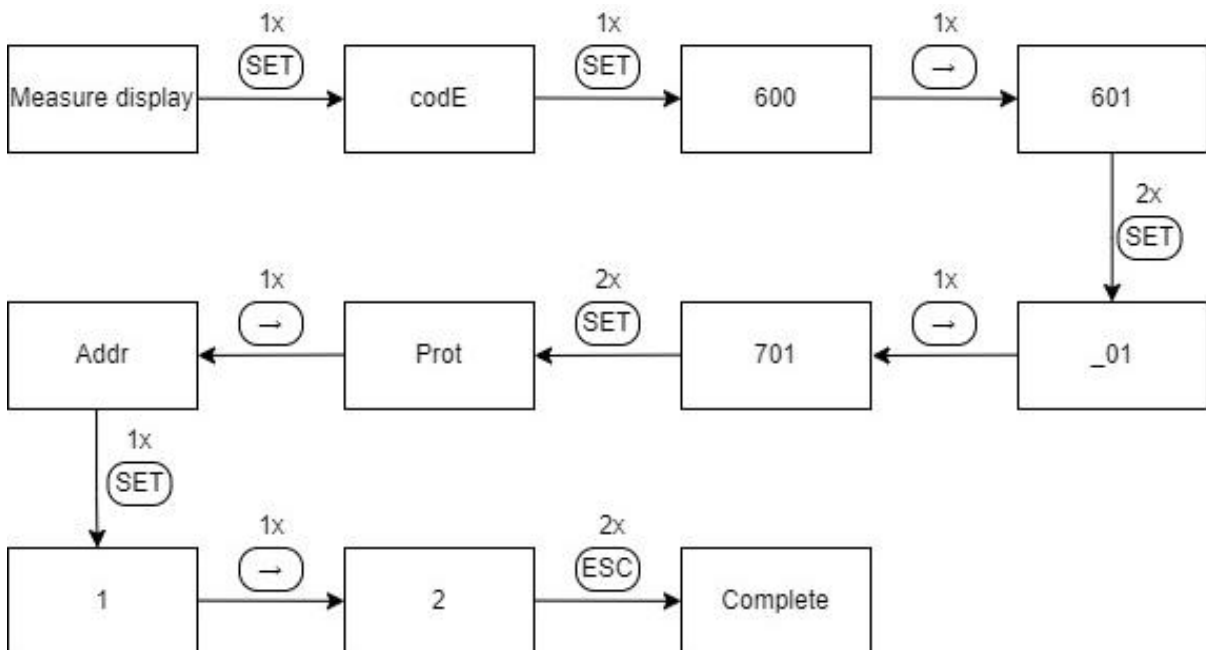 1x
SET
1x
SET
1x
→
Measure display
codE
600
601
2x
SET
1x
→
2x
SET
1x
→
Addr
Prot
701
_01
1x
SET
1x
→
2x
ESC
1
2
Complete